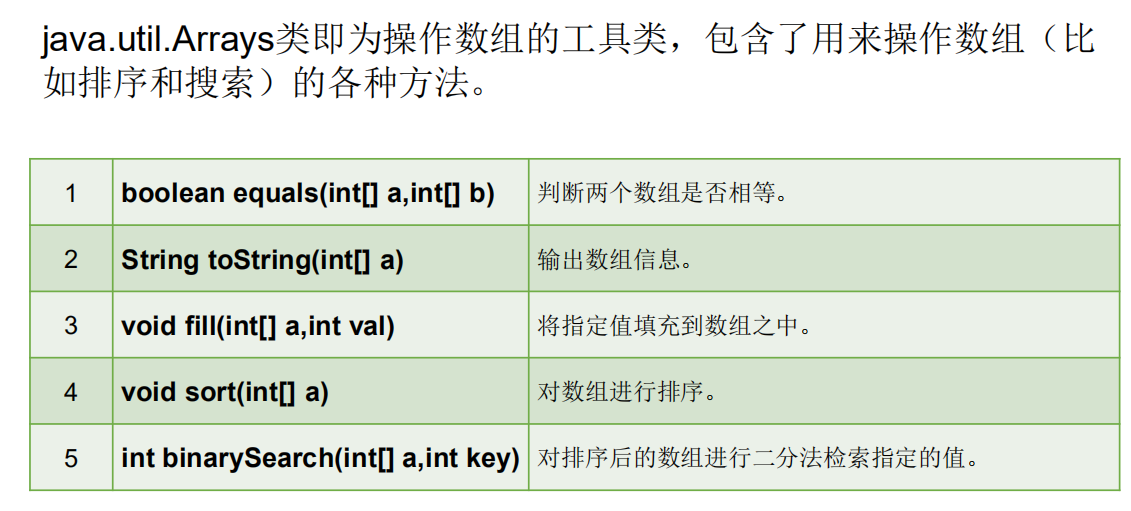 java.util.Arrays类即为操作数组的工具类，包含了用来操作数组（比
如排序和搜索）的各种方法。
1 boolean equals(int[] a,int[] b) 判断两个数组是否相等。
2 String toString(int[] a) 输出数组信息。
3 void fill(int[] a,int val) 将指定值填充到数组之中。
4 void sort(int[] a) 对数组进行排序。
5 int binarySearch(int[] a,int key) 对排序后的数组进行二分法检索指定的值。